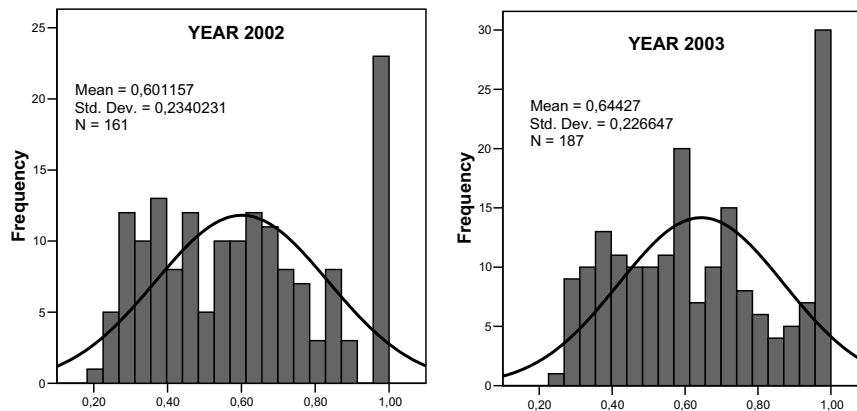 YEAR 2002
Mean = 0,601157
Std. Dev. = 0,2340231
N = 161
Frequency
25
20
15
10
5
0
0,20 0,40 0,60 0,80 1,00
YEAR 2003
Mean = 0,64427
Std. Dev. = 0,226647
N = 187
Frequency
30
25
20
15
10
5
0
0,20 0,40 0,60 0,80 1,00